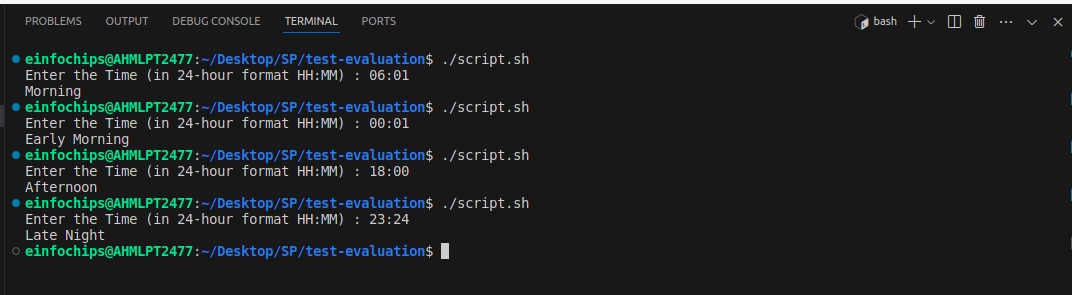 PROBLEMS OUTPUT DEBUG CONSOLE TERMINAL PORTS bash
einfochips@AHMLPT2477:~/Desktop/SP/test-evaluation$ ./script.sh
Enter the Time (in 24-hour format HH:MM) : 06:01
Morning
einfochips@AHMLPT2477:~/Desktop/SP/test-evaluation$ ./script.sh
Enter the Time (in 24-hour format HH:MM) : 00:01
Early Morning
einfochips@AHMLPT2477:~/Desktop/SP/test-evaluation$ ./script.sh
Enter the Time (in 24-hour format HH:MM) : 18:00
Afternoon
einfochips@AHMLPT2477:~/Desktop/SP/test-evaluation$ ./script.sh
Enter the Time (in 24-hour format HH:MM) : 23:24
Late Night
einfochips@AHMLPT2477:~/Desktop/SP/test-evaluation$